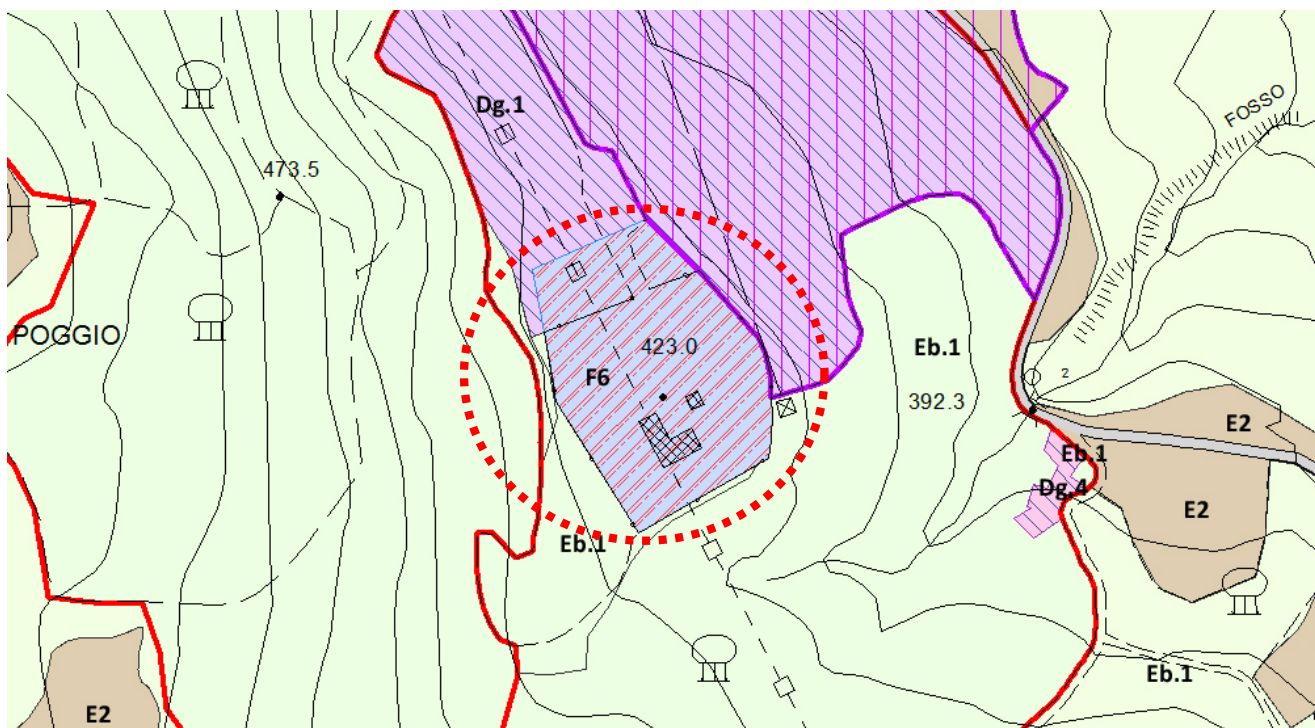 Dg.1
FOSSO
473.5
POGGIO
423.0
Eb.1
F6
2
392.3
E2
Eb.1
Dg.4
E2
Eb.1
Eb.1
E2